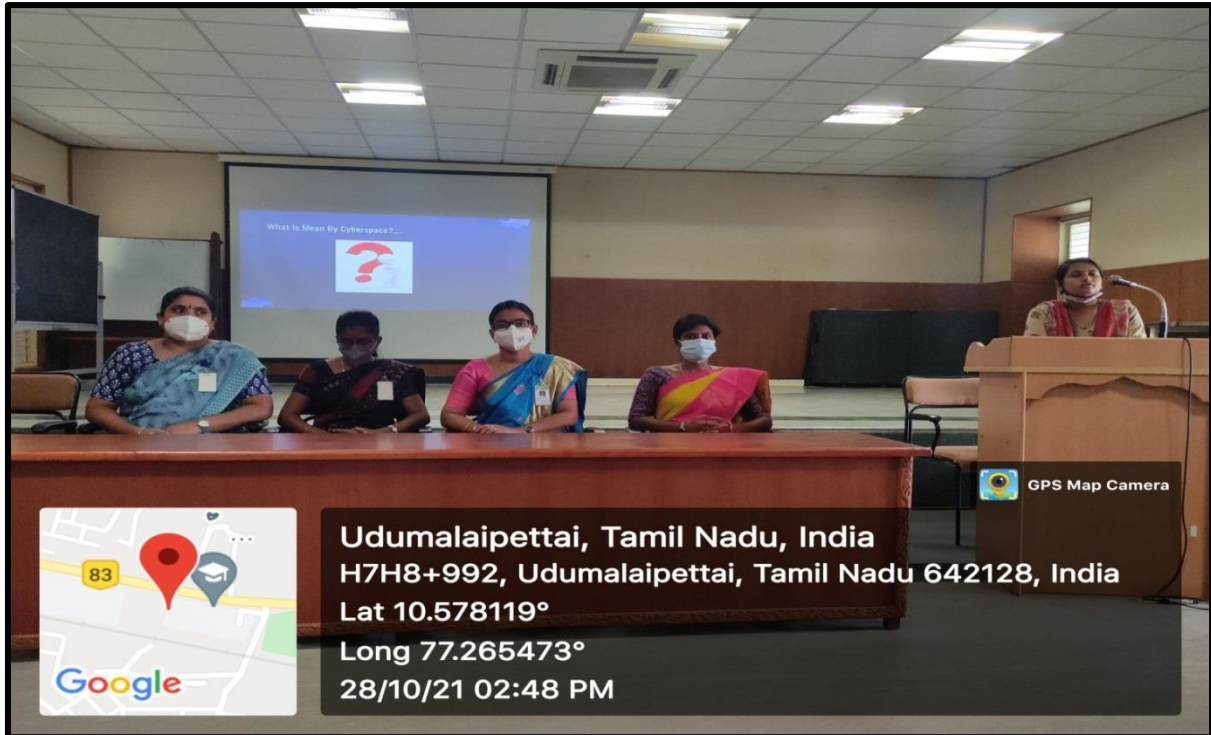 What Is Mean By Cyberspace?....
GPS Map Camera
83
Google
Udumalaipettai, Tamil Nadu, India
H7H8+992, Udumalaipettai, Tamil Nadu 642128, India
Lat 10.578119°
Long 77.265473°
28/10/21 02:48 PM